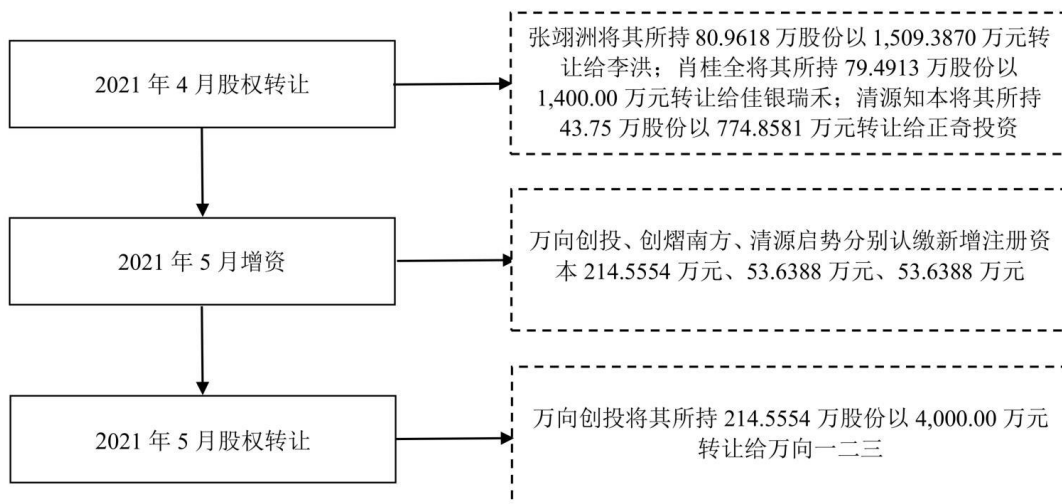 2021 年 4 月股权转让
张翊洲将其所持 80.9618 万股份以 1,509.3870 万元转
让给李洪；肖桂全将其所持 79.4913 万股份以
1,400.00 万元转让给佳银瑞禾；清源知本将其所持
43.75 万股份以 774.8581 万元转让给正奇投资
2021 年 5 月增资
万向创投、创熠南方、清源启势分别认缴新增注册资
本 214.5554 万元、53.6388 万元、53.6388 万元
2021 年 5 月股权转让
万向创投将其所持 214.5554 万股份以 4,000.00 万元
转让给万向一二三